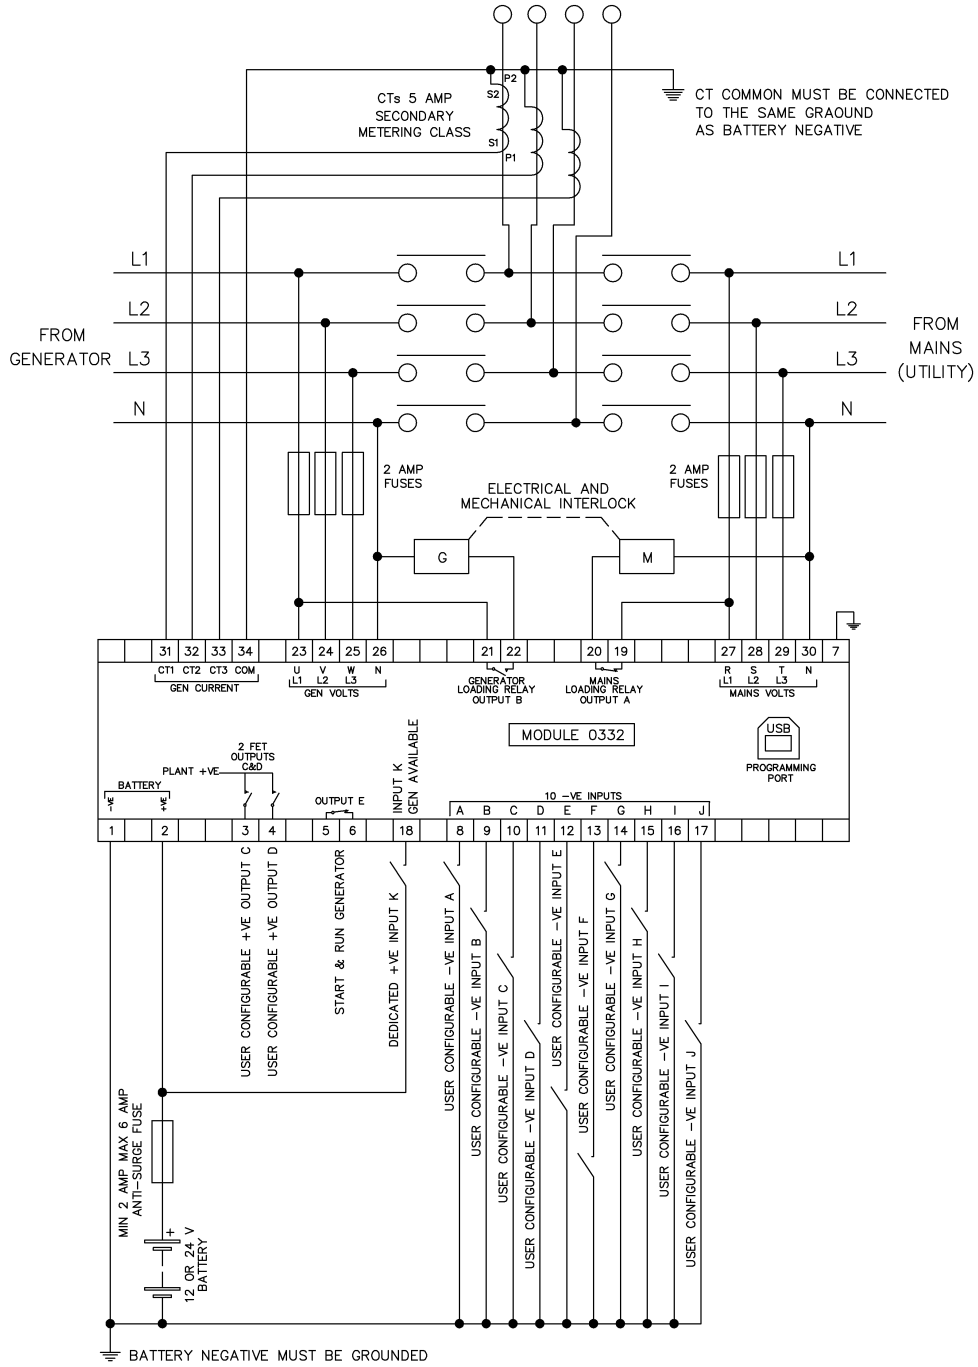 P2
S2
CTs 5 AMP
SECONDARY
METERING CLASS
S1
P1
CT COMMON MUST BE CONNECTED
TO THE SAME GRAOUND
AS BATTERY NEGATIVE
L1
L1
L2
L2
FROM
GENERATOR
FROM
MAINS
(UTILITY)
L3
L3
N
N
2 AMP
FUSES
2 AMP
FUSES
ELECTRICAL AND
MECHANICAL INTERLOCK
G
M
31 32 33 34 23 24 25 26 21 22 20 19 27 28 29 30 7
CT1 CT2 CT3 COM
GEN CURRENT
U V W N
L1 L2 L3
GEN VOLTS
GENERATOR
LOADING RELAY
OUTPUT B
MAINS
LOADING RELAY
OUTPUT A
R S T N
L1 L2 L3
MAINS VOLTS
MODULE 0332
USB
PROGRAMMING
PORT
2 FET
OUTPUTS
C&D
PLANT +VE
BATTERY
-VE
+VE
OUTPUT E
INPUT K
GEN AVAILABLE
10 -VE INPUTS
A B C D E F G H I J
1 2 3 4 5 6 18 8 9 10 11 12 13 14 15 16 17
USER CONFIGURABLE +VE OUTPUT C
USER CONFIGURABLE +VE OUTPUT D
START & RUN GENERATOR
DEDICATED +VE INPUT K
USER CONFIGURABLE -VE INPUT A
USER CONFIGURABLE -VE INPUT B
USER CONFIGURABLE -VE INPUT C
USER CONFIGURABLE -VE INPUT D
USER CONFIGURABLE -VE INPUT E
USER CONFIGURABLE -VE INPUT F
USER CONFIGURABLE -VE INPUT G
USER CONFIGURABLE -VE INPUT H
USER CONFIGURABLE -VE INPUT I
USER CONFIGURABLE -VE INPUT J
MIN 2 AMP MAX 6 AMP
ANTI-SURGE FUSE
+
12 OR 24 V
BATTERY
BATTERY NEGATIVE MUST BE GROUNDED